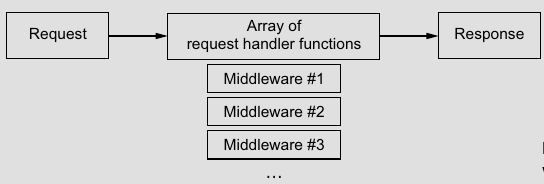 Request
Array of
request handler functions
Response
Middleware #1
Middleware #2
Middleware #3
...